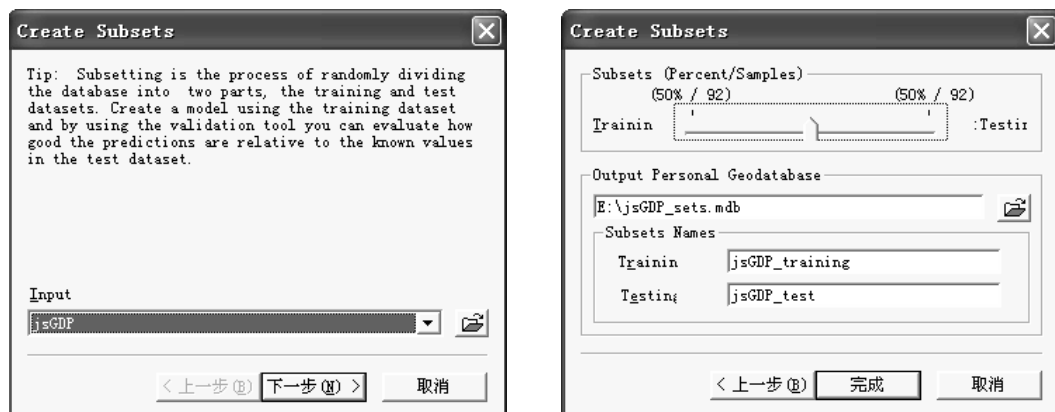 Create Subsets
Tip: Subsetting is the process of randomly dividing
the database into two parts, the training and test
datasets. Create a model using the training dataset
and by using the validation tool you can evaluate how
good the predictions are relative to the known values
in the test dataset.
Input
jsGDP
< 上一步(B)
下一步(N) >
取消
Create Subsets
Subsets (Percent/Samples)
(50% / 92)
(50% / 92)
Trainin
:Testir
Output Personal Geodatabase
E:\jsGDP_sets.mdb
Subsets Names
Trainin
jsGDP_training
Testing
jsGDP_test
< 上一步(B)
完成
取消